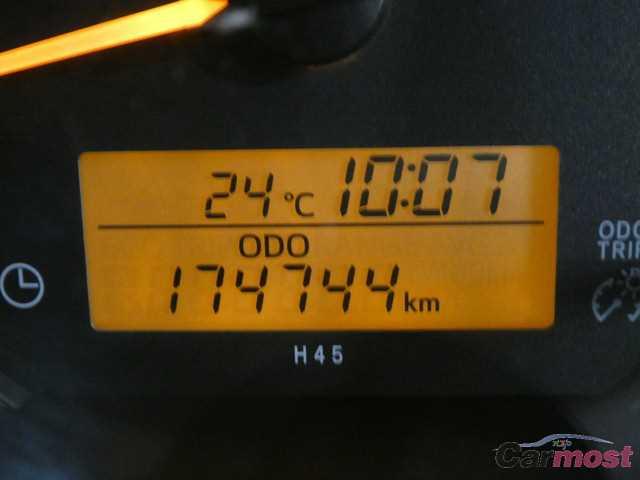 24 °C 10:07
ODO
174744 km
ODO
TRIP
H45
Carmost